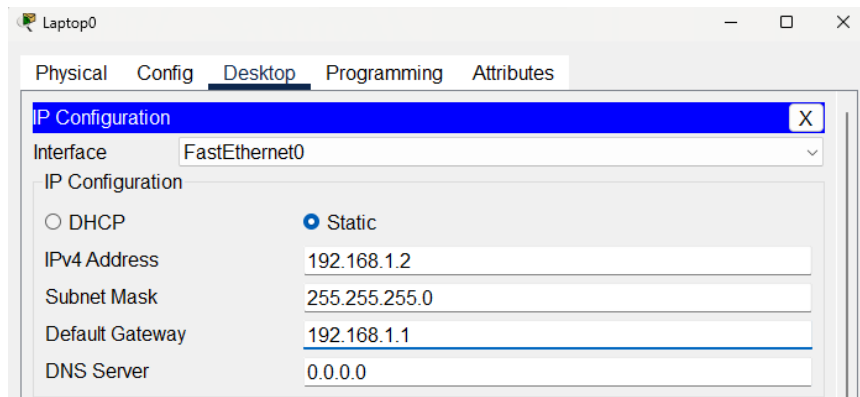 Laptop0
Physical Config Desktop Programming Attributes
IP Configuration X
Interface FastEthernet0
IP Configuration
DHCP Static
IPv4 Address 192.168.1.2
Subnet Mask 255.255.255.0
Default Gateway 192.168.1.1
DNS Server 0.0.0.0